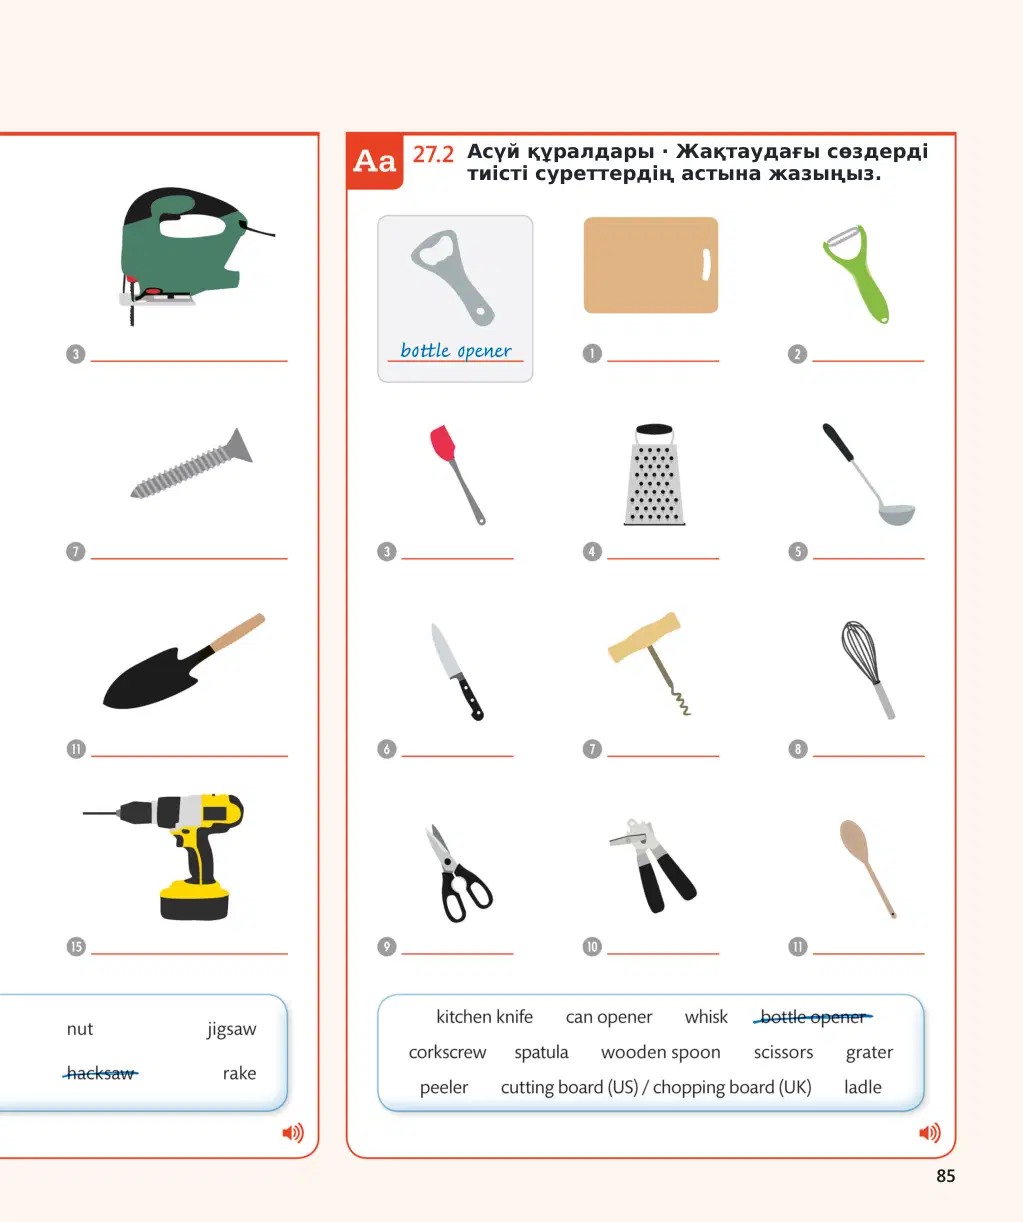 Aa 27.2 Асүй құралдары · Жақтаудағы сөздерді
тиісті суреттердің астына жазыңыз.
bottle opener
3
1
2
7
3
4
5
11
6
7
8
15
9
10
11
nut jigsaw
hacksaw rake
kitchen knife can opener whisk bottle opener
corkscrew spatula wooden spoon scissors grater
peeler cutting board (US) / chopping board (UK) ladle
85